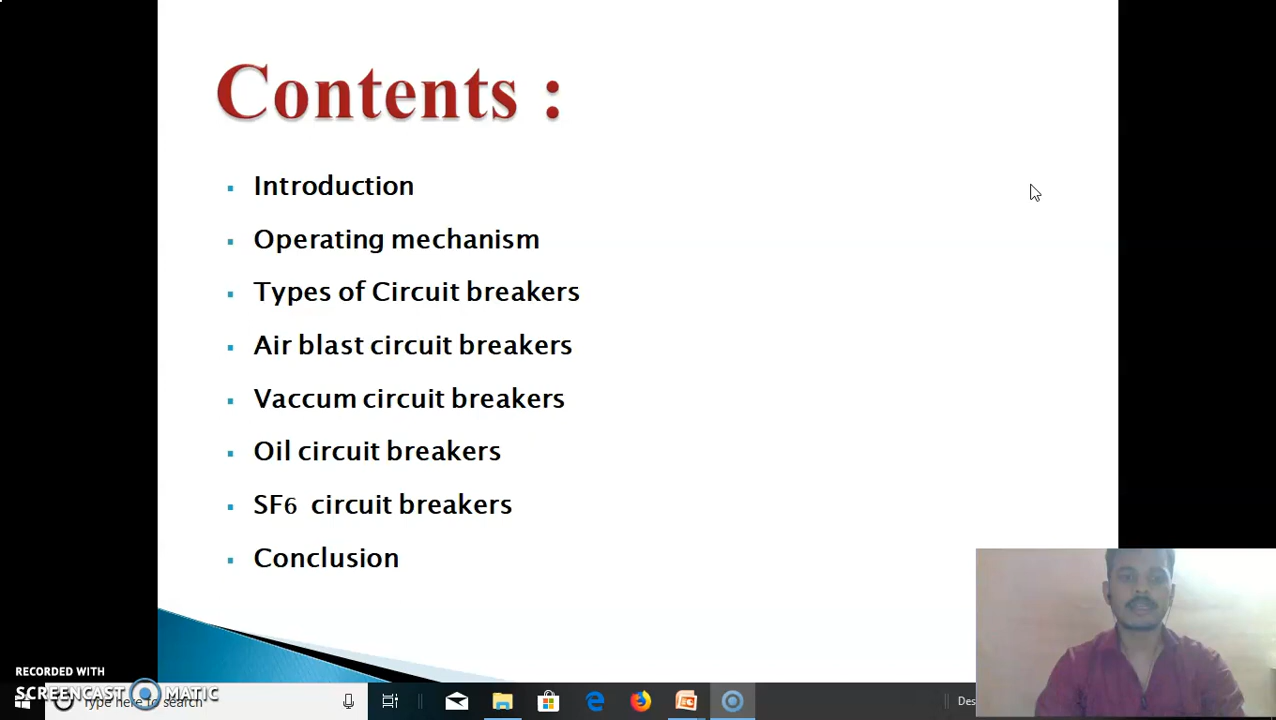 Contents :
Introduction
Operating mechanism
Types of Circuit breakers
Air blast circuit breakers
Vaccum circuit breakers
Oil circuit breakers
SF6 circuit breakers
Conclusion
RECORDED WITH
SCREENCAST MATIC
Type here to search
Des